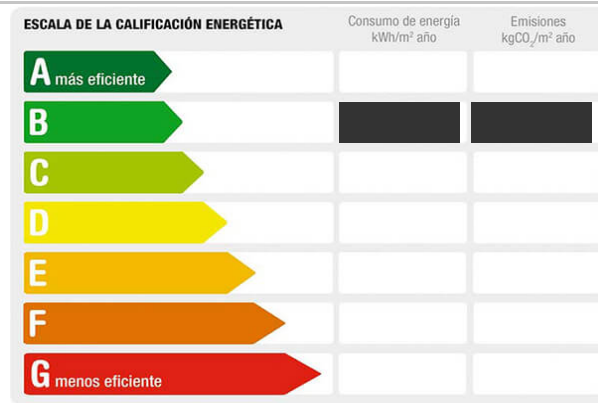 ESCALA DE LA CALIFICACIÓN ENERGÉTICA
Consumo de energía
kWh/m² año
Emisiones
kgCO₂/m² año
A más eficiente
B
C
D
E
F
G menos eficiente